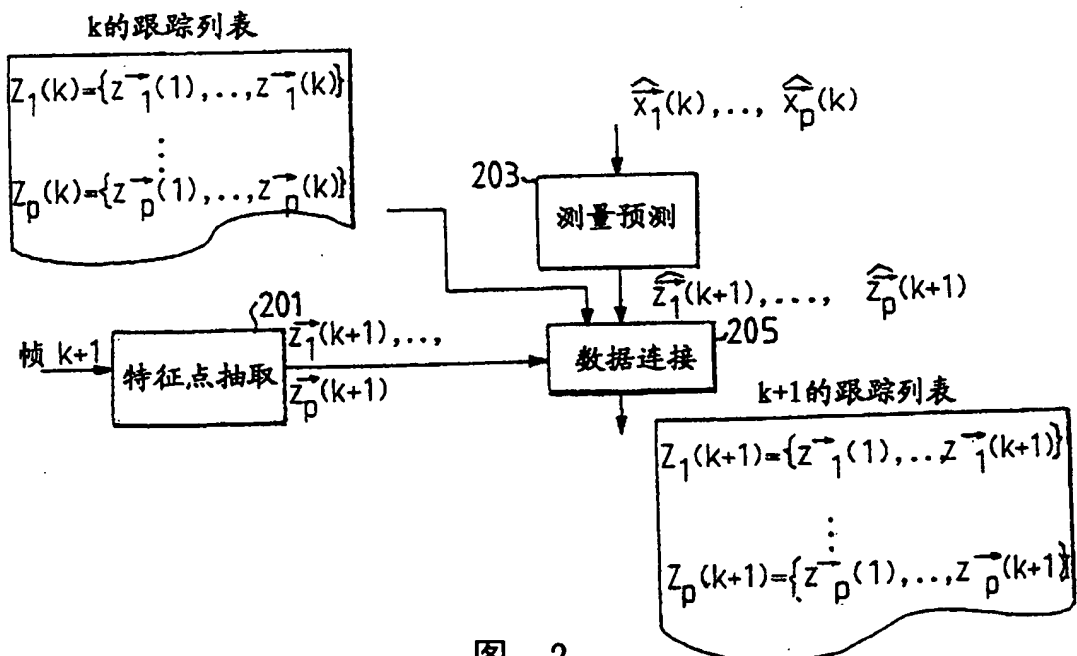 k的跟踪列表
Z₁(k)={z⃗₁(1),..,z⃗₁(k)}
⋮
Zₚ(k)={z⃗ₚ(1),..,z⃗ₚ(k)}
x̂⃗₁(k),.., x̂⃗ₚ(k)
203
测量预测
ẑ⃗₁(k+1),..., ẑ⃗ₚ(k+1)
201
帧 k+1
特征点抽取
z⃗₁(k+1),..,
z⃗ₚ(k+1)
205
数据连接
k+1的跟踪列表
Z₁(k+1)={z⃗₁(1),..,z⃗₁(k+1)}
⋮
Zₚ(k+1)={z⃗ₚ(1),..,z⃗ₚ(k+1)}
图 2